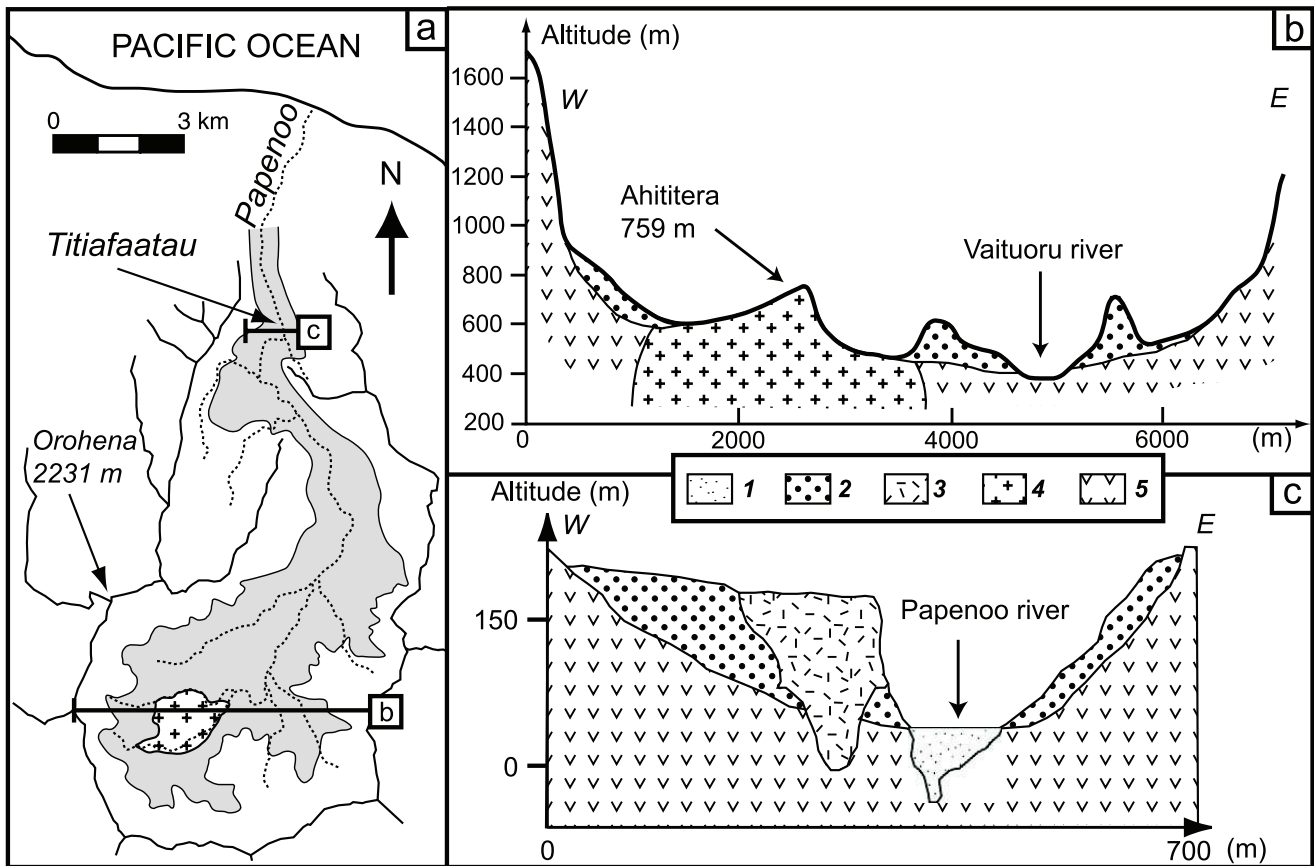 PACIFIC OCEAN
a
0
3 km
Papenoo
N
Titiafaatau
c
Orohena
2231 m
b
Altitude (m)
b
W
E
1600
1400
1200
1000
800
600
400
200
Ahititera
759 m
Vaituoru river
0
2000
4000
6000
(m)
1
2
3
4
5
Altitude (m)
c
W
E
150
0
Papenoo river
0
700
(m)